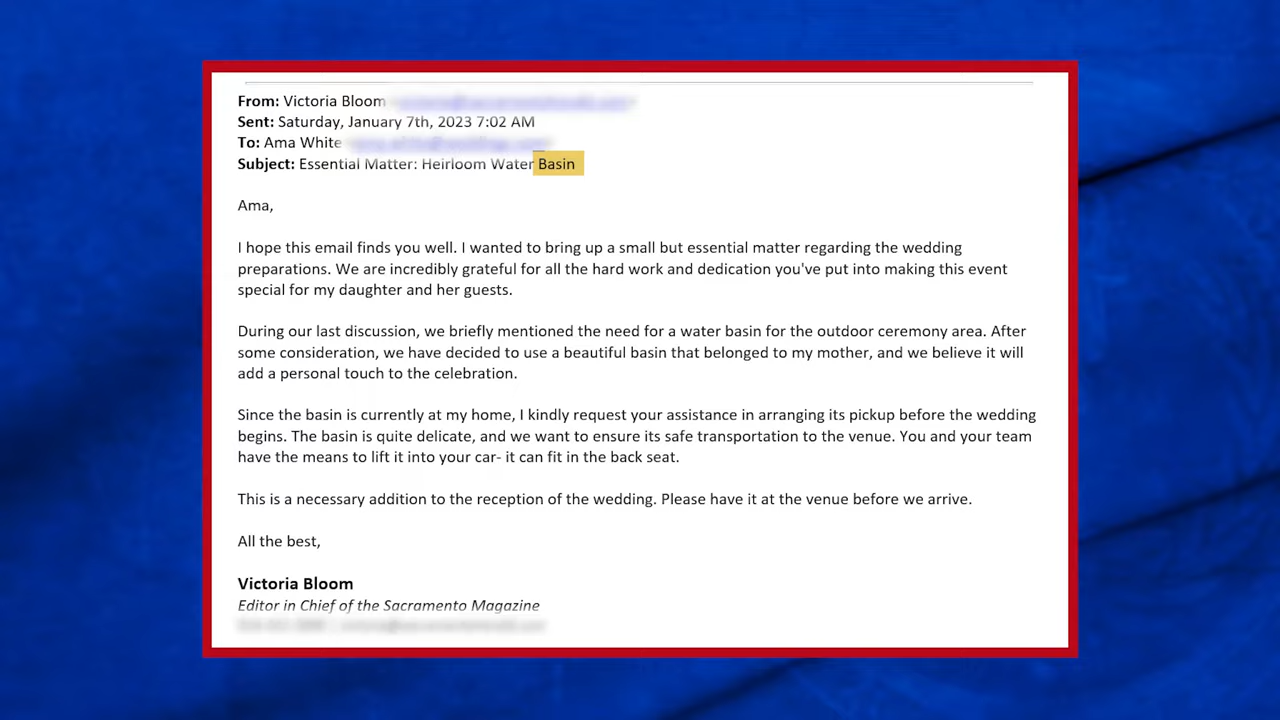 From: Victoria Bloom
Sent: Saturday, January 7th, 2023 7:02 AM
To: Ama White
Subject: Essential Matter: Heirloom Water Basin
Ama,
I hope this email finds you well. I wanted to bring up a small but essential matter regarding the wedding
preparations. We are incredibly grateful for all the hard work and dedication you've put into making this event
special for my daughter and her guests.
During our last discussion, we briefly mentioned the need for a water basin for the outdoor ceremony area. After
some consideration, we have decided to use a beautiful basin that belonged to my mother, and we believe it will
add a personal touch to the celebration.
Since the basin is currently at my home, I kindly request your assistance in arranging its pickup before the wedding
begins. The basin is quite delicate, and we want to ensure its safe transportation to the venue. You and your team
have the means to lift it into your car- it can fit in the back seat.
This is a necessary addition to the reception of the wedding. Please have it at the venue before we arrive.
All the best,
Victoria Bloom
Editor in Chief of the Sacramento Magazine